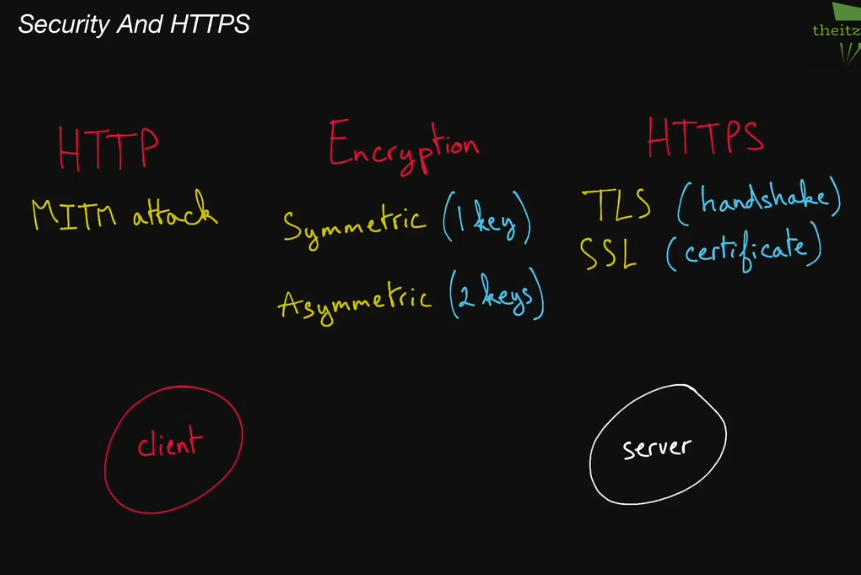 Security And HTTPS
theitz
HTTP
MITM attack
Encryption
Symmetric (1 key)
Asymmetric (2 keys)
HTTPS
TLS (handshake)
SSL (certificate)
client
server